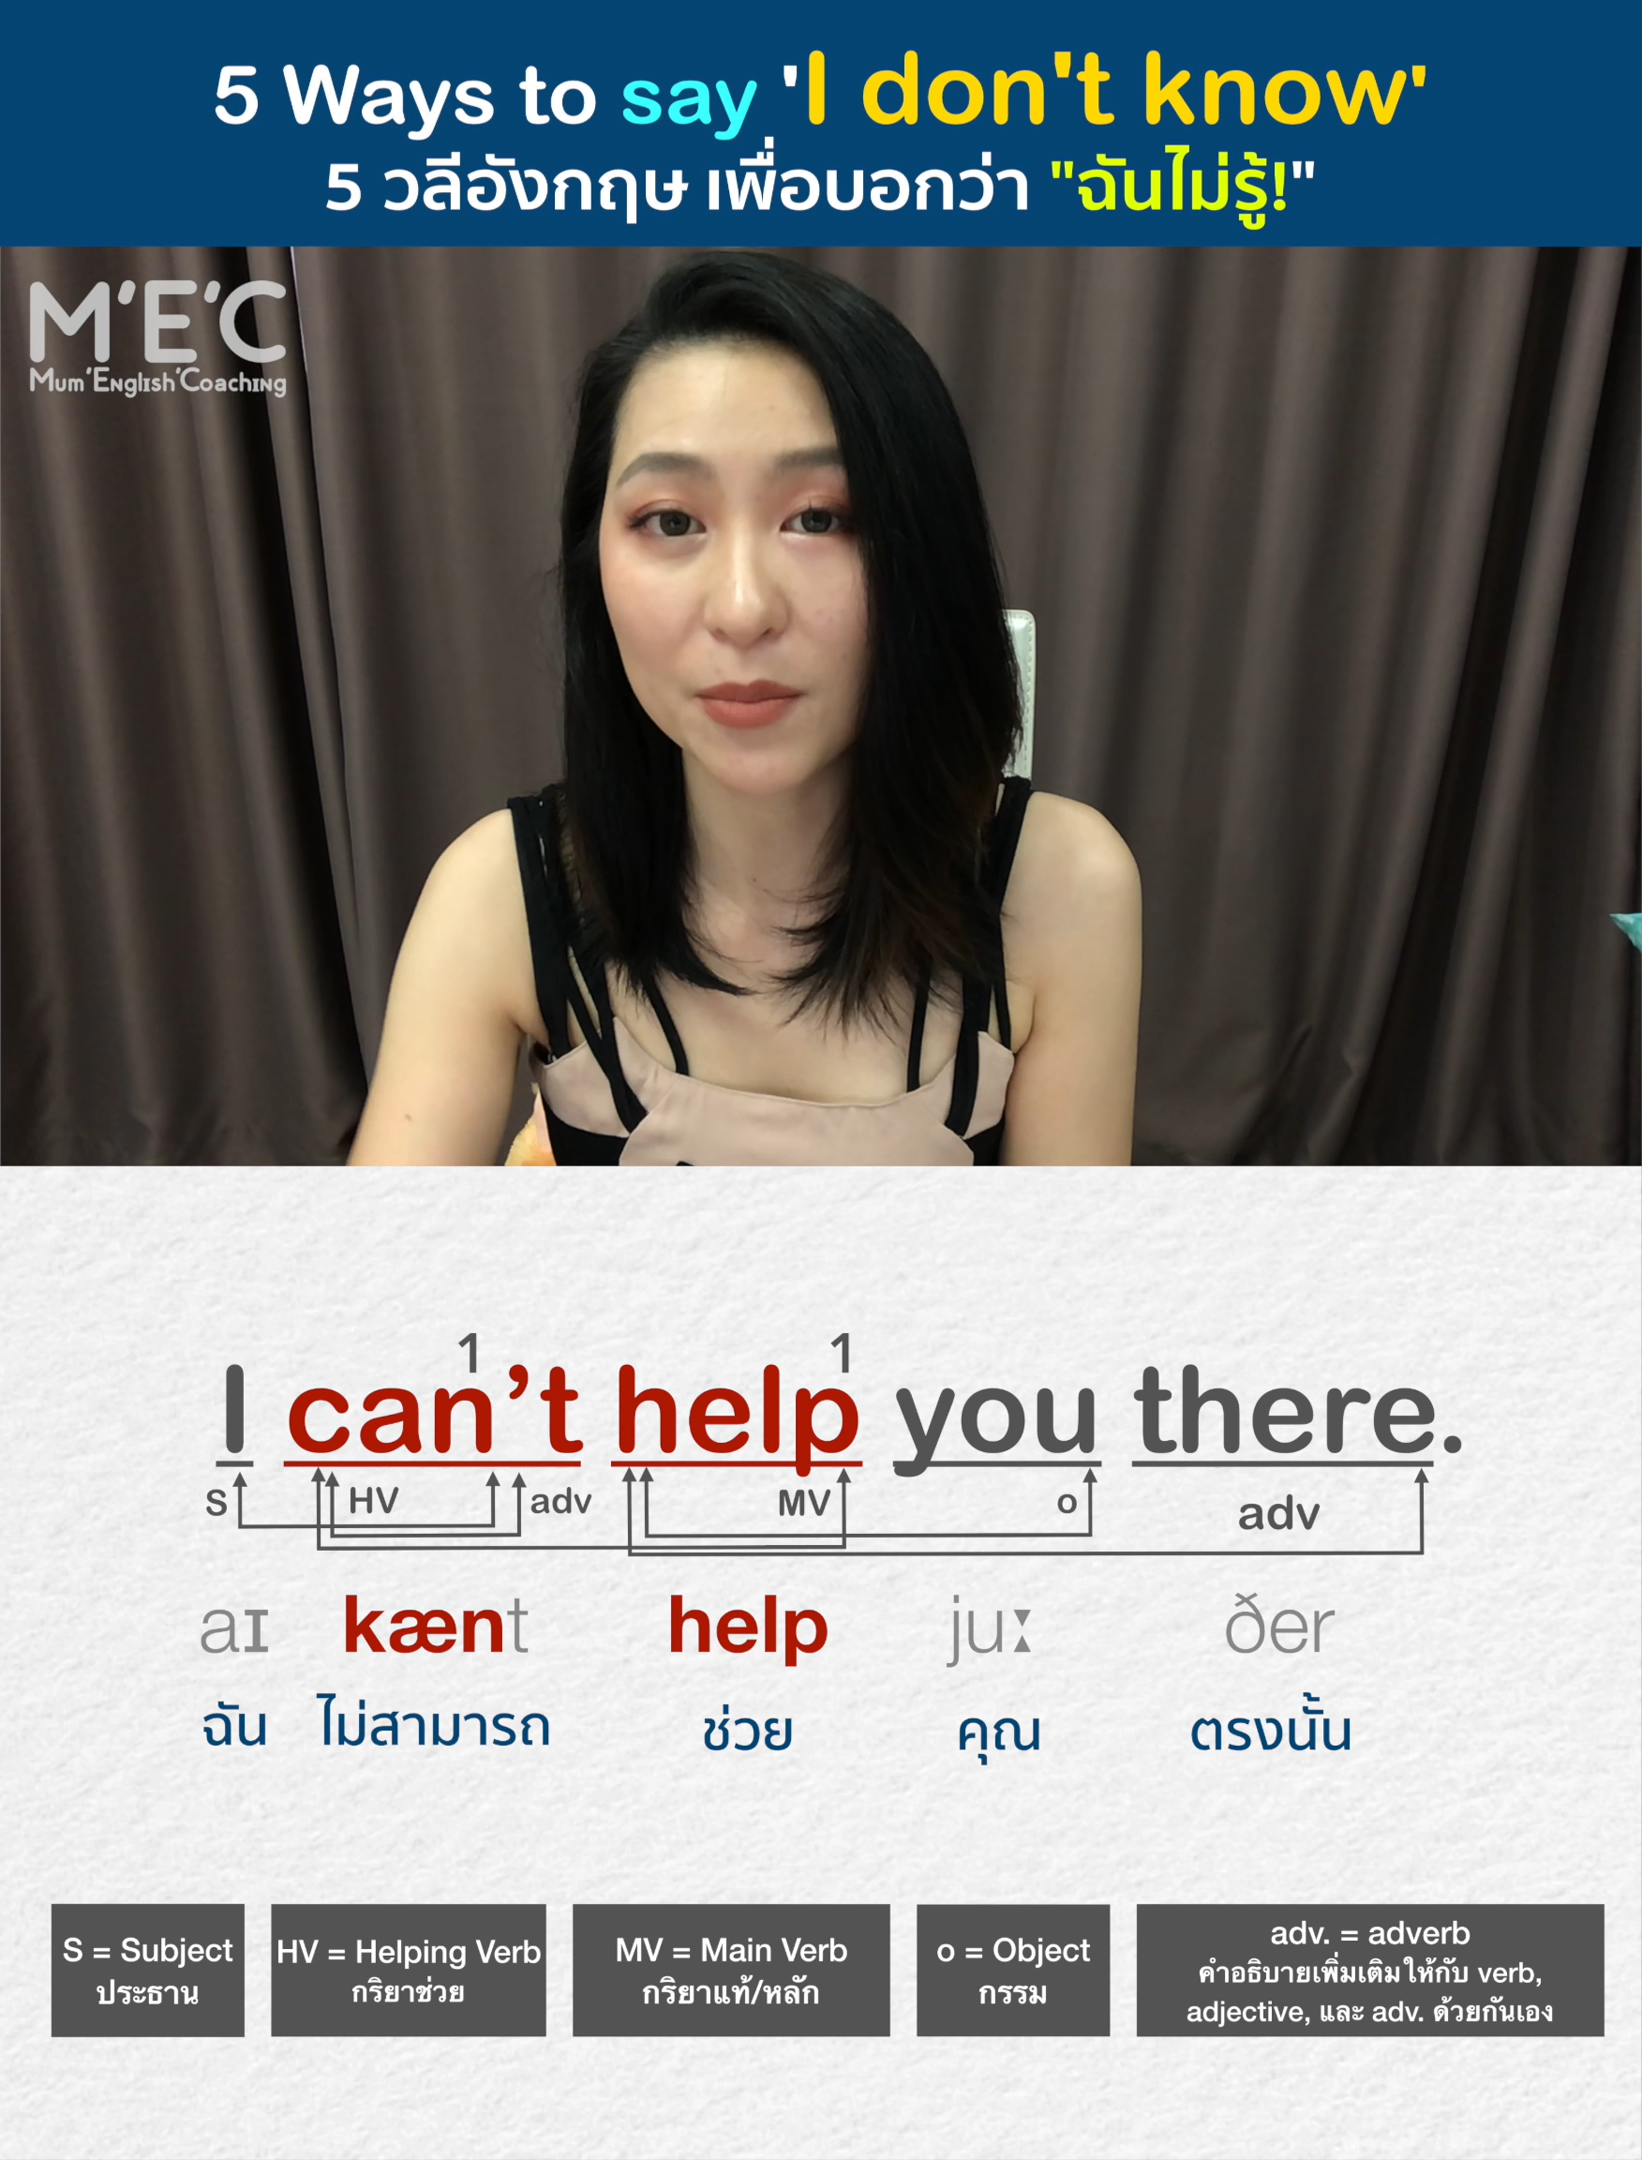 5 Ways to say 'I don't know'
5 วลีอังกฤษ เพื่อบอกว่า "ฉันไม่รู้!"
M'E'C
Mum'English'Coaching
1 1
I can't help you there.
S HV adv MV o adv
aɪ kænt help juː ðer
ฉัน ไม่สามารถ ช่วย คุณ ตรงนั้น
S = Subject
ประธาน
HV = Helping Verb
กริยาช่วย
MV = Main Verb
กริยาแท้/หลัก
o = Object
กรรม
adv. = adverb
คำอธิบายเพิ่มเติมให้กับ verb,
adjective, และ adv. ด้วยกันเอง